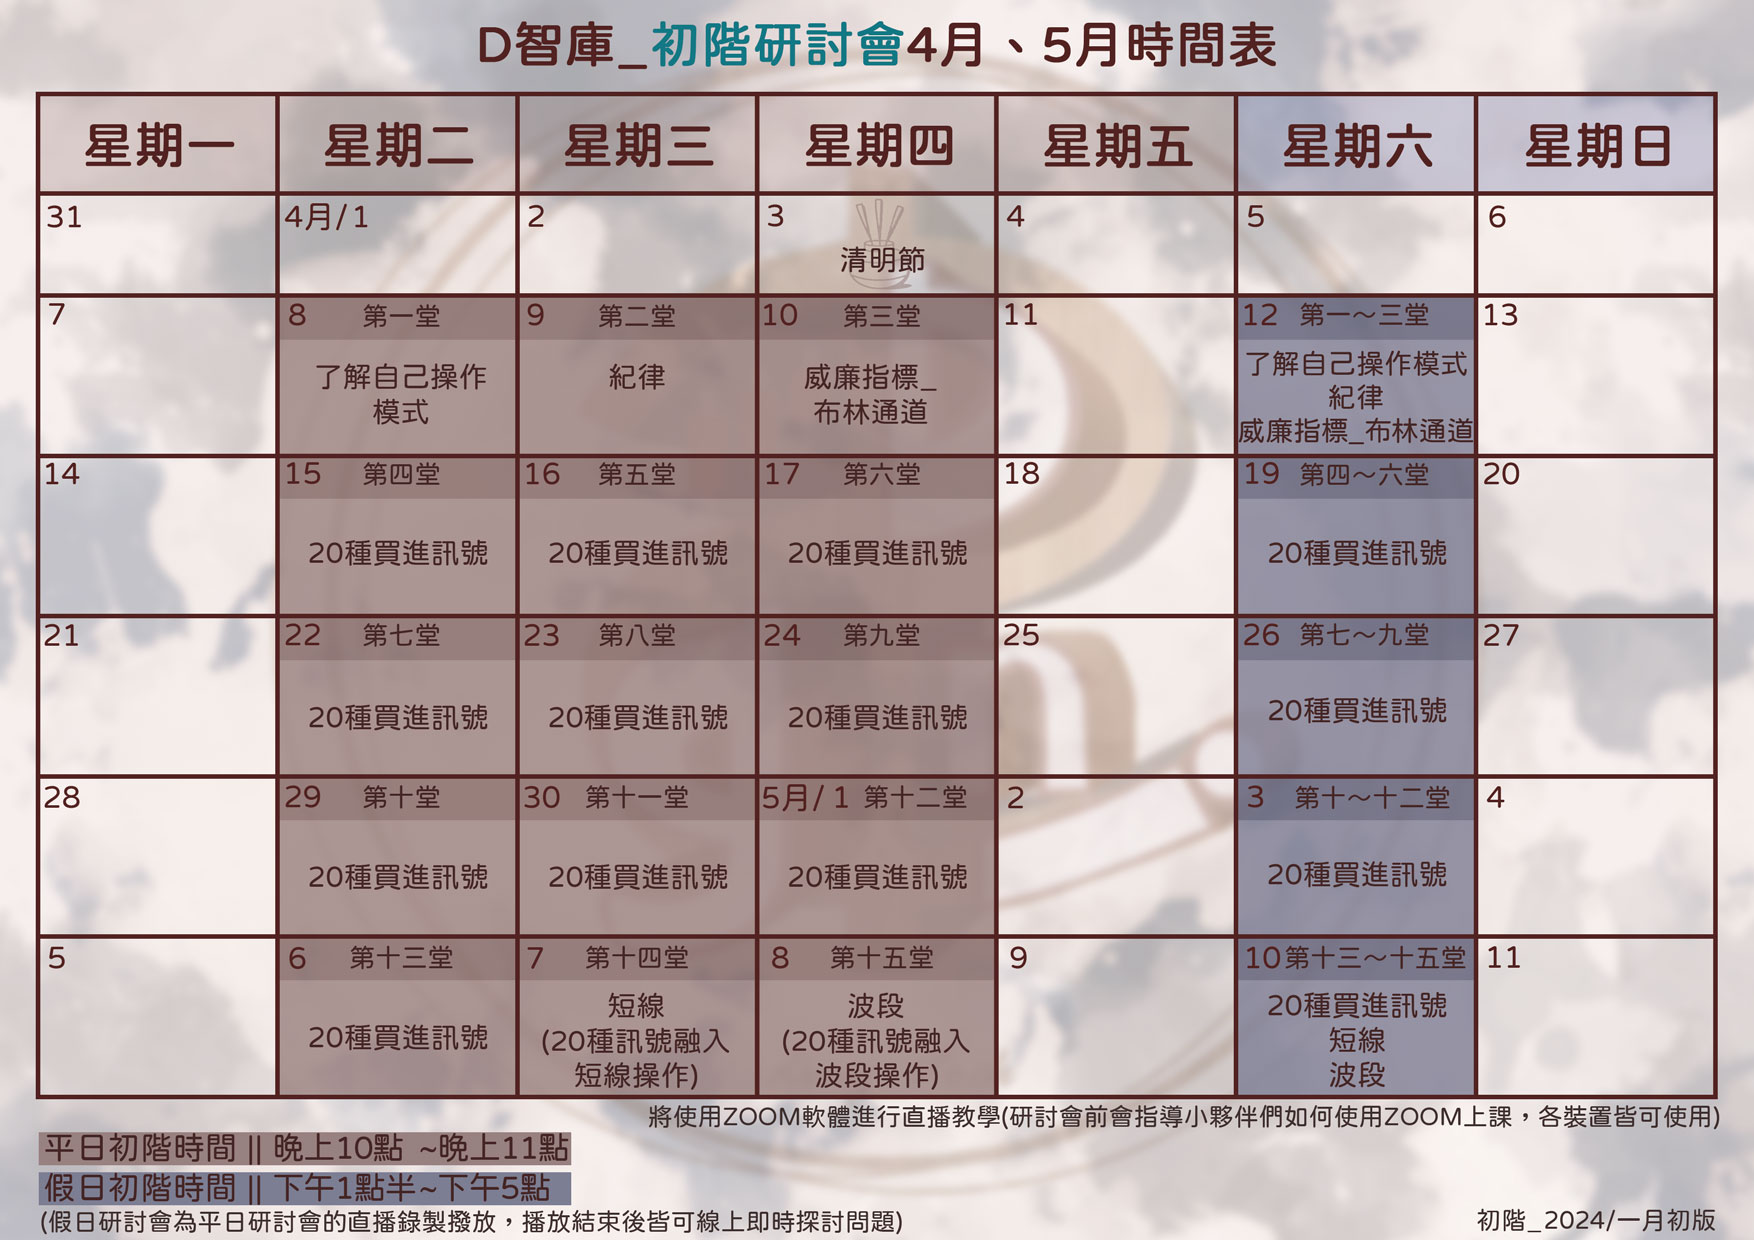 D智庫_初階研討會4月、5月時間表
星期一 星期二 星期三 星期四 星期五 星期六 星期日
31 4月/1 2 3 4 5 6
清明節
7 8 第一堂 9 第二堂 10 第三堂 11 12 第一～三堂 13
了解自己操作
模式
紀律
威廉指標_
布林通道
了解自己操作模式
紀律
威廉指標_布林通道
14 15 第四堂 16 第五堂 17 第六堂 18 19 第四～六堂 20
20種買進訊號 20種買進訊號 20種買進訊號 20種買進訊號
21 22 第七堂 23 第八堂 24 第九堂 25 26 第七～九堂 27
20種買進訊號 20種買進訊號 20種買進訊號 20種買進訊號
28 29 第十堂 30 第十一堂 5月/1 第十二堂 2 3 第十～十二堂 4
20種買進訊號 20種買進訊號 20種買進訊號 20種買進訊號
5 6 第十三堂 7 第十四堂 8 第十五堂 9 10 第十三～十五堂 11
20種買進訊號
短線
(20種訊號融入
短線操作)
波段
(20種訊號融入
波段操作)
20種買進訊號
短線
波段
將使用ZOOM軟體進行直播教學(研討會前會指導小夥伴們如何使用ZOOM上課，各裝置皆可使用)
平日初階時間 || 晚上10點 ~晚上11點
假日初階時間 || 下午1點半~下午5點
(假日研討會為平日研討會的直播錄製撥放，播放結束後皆可線上即時探討問題)
初階_2024/一月初版